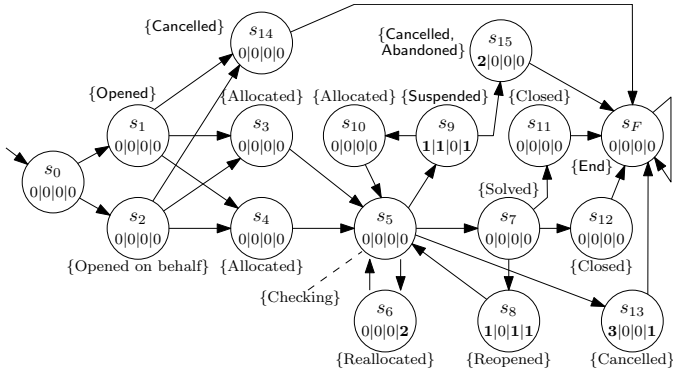 {Cancelled}
s14
0|0|0|0
{Cancelled,
Abandoned}
s15
2|0|0|0
{Opened}
s1
0|0|0|0
{Allocated}
s3
0|0|0|0
{Allocated}
s10
0|0|0|0
{Suspended}
s9
1|1|0|1
{Closed}
s11
0|0|0|0
sF
0|0|0|0
{End}
s0
0|0|0|0
s2
0|0|0|0
{Opened on behalf}
s4
0|0|0|0
{Allocated}
s5
0|0|0|0
{Checking}
{Solved}
s7
0|0|0|0
s12
0|0|0|0
{Closed}
s6
0|0|0|2
{Reallocated}
s8
1|0|1|1
{Reopened}
s13
3|0|0|1
{Cancelled}